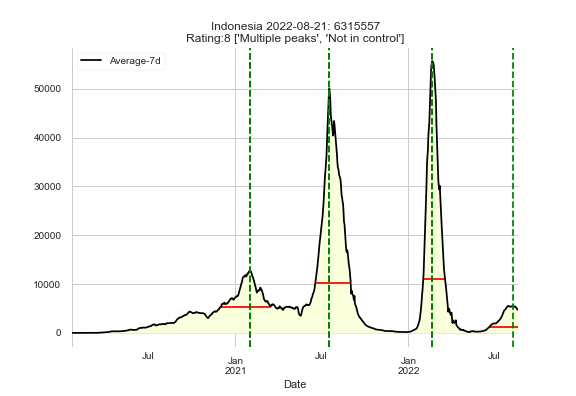 Indonesia 2022-08-21: 6315557
Rating:8 ['Multiple peaks', 'Not in control']
Average-7d
50000
40000
30000
20000
10000
0
Jul
Jan
2021
Jul
Jan
2022
Jul
Date